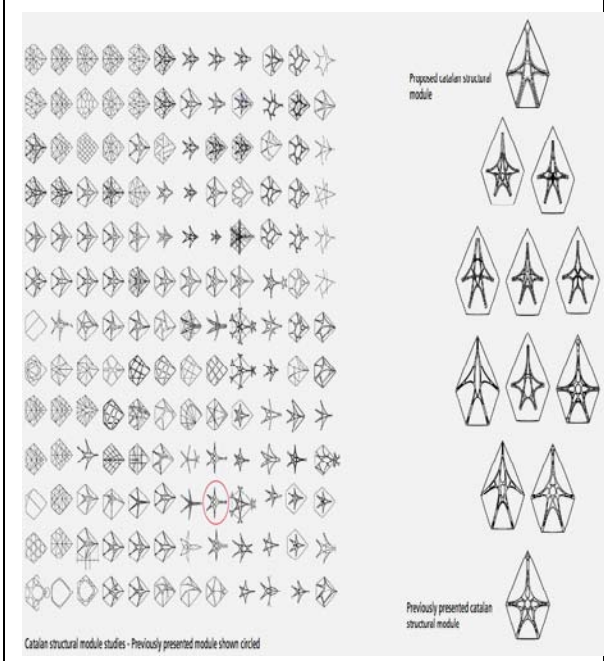 Proposed catalan structural
module
Previously presented catalan
structural module
Catalan structural module studies - Previously presented module shown circled